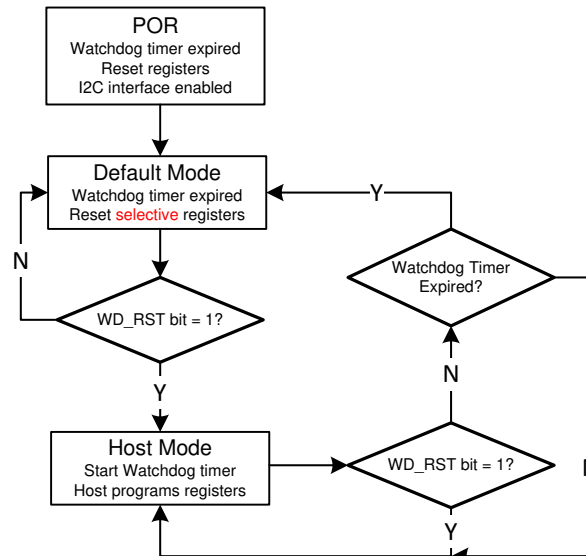 POR
Watchdog timer expired
Reset registers
I2C interface enabled
Default Mode
Watchdog timer expired
Reset selective registers
Y
N
Watchdog Timer
Expired?
WD_RST bit = 1?
Y
N
Host Mode
Start Watchdog timer
Host programs registers
WD_RST bit = 1?
Y